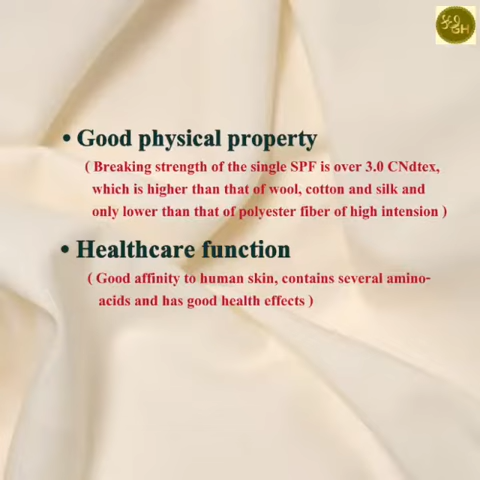 • Good physical property
( Breaking strength of the single SPF is over 3.0 CNdtex,
which is higher than that of wool, cotton and silk and
only lower than that of polyester fiber of high intension )
• Healthcare function
( Good affinity to human skin, contains several amino-
acids and has good health effects )